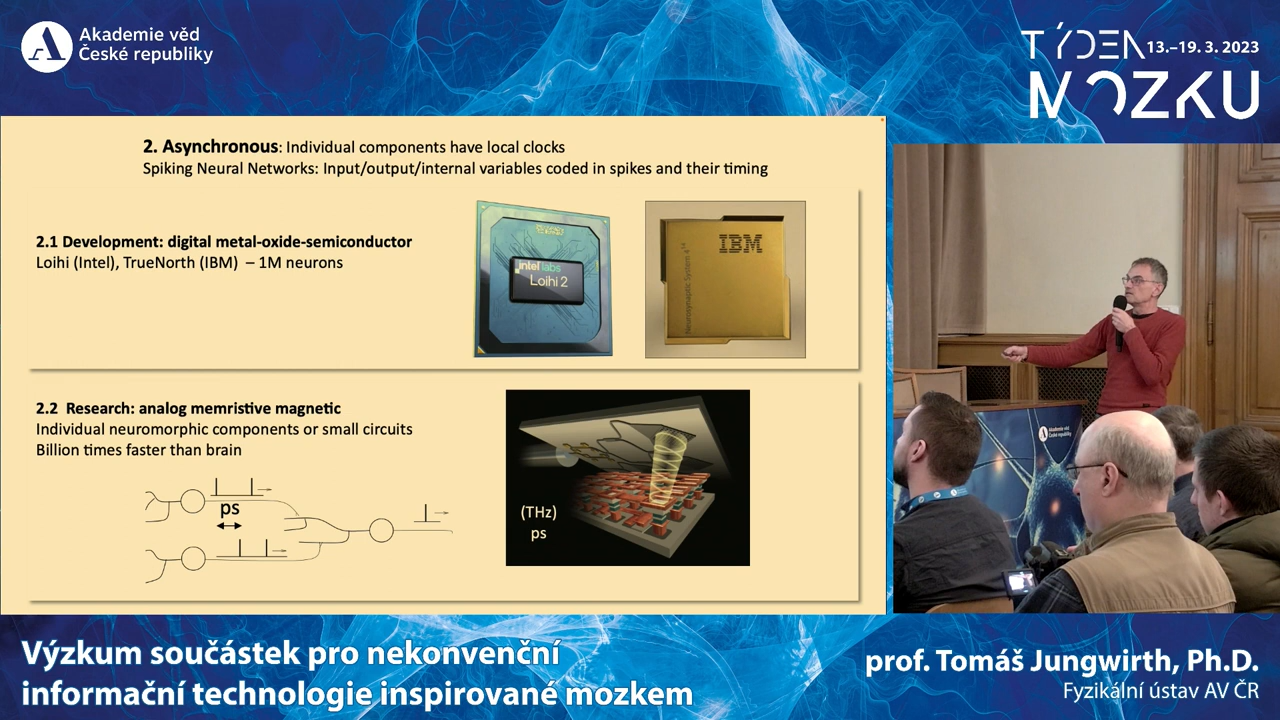 Akademie věd
České republiky
TÝDEN 13.–19. 3. 2023
MOZKU
2. Asynchronous: Individual components have local clocks
Spiking Neural Networks: Input/output/internal variables coded in spikes and their timing
2.1 Development: digital metal-oxide-semiconductor
Loihi (Intel), TrueNorth (IBM) – 1M neurons
intel labs
Loihi 2
IBM
2.2 Research: analog memristive magnetic
Individual neuromorphic components or small circuits
Billion times faster than brain
ps
(THz)
ps
Akademie věd
České republiky
Výzkum součástek pro nekonvenční
informační technologie inspirované mozkem
prof. Tomáš Jungwirth, Ph.D.
Fyzikální ústav AV ČR